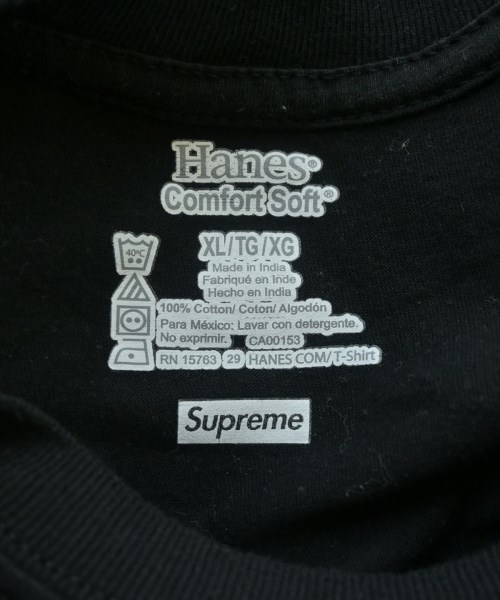 Hanes®
Comfort Soft®
40°C
XL/TG/XG
Made in India
Fabriqué en Inde
Hecho en India
100% Cotton/ Coton/ Algodón
Para México: Lavar con detergente.
No exprimir. CA00153
RN 15763 29 HANES COM/T-Shirt
Supreme